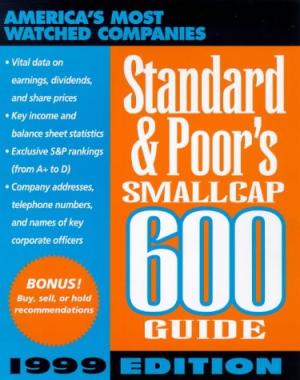 AMERICA'S MOST
WATCHED COMPANIES
• Vital data on
earnings, dividends,
and share prices
• Key income and
balance sheet statistics
• Exclusive S&P rankings
(from A+ to D)
• Company addresses,
telephone numbers,
and names of key
corporate officers
BONUS!
Buy, sell, or hold
recommendations
Standard
& Poor's
SMALLCAP
600
GUIDE
1999 EDITION